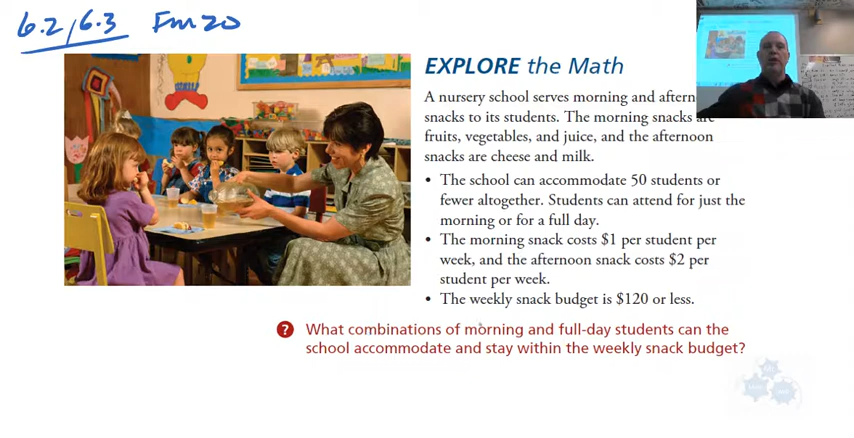 6.2, 6.3 Fm 20
EXPLORE the Math
A nursery school serves morning and aftern
snacks to its students. The morning snacks are
fruits, vegetables, and juice, and the afternoon
snacks are cheese and milk.
• The school can accommodate 50 students or
fewer altogether. Students can attend for just the
morning or for a full day.
• The morning snack costs $1 per student per
week, and the afternoon snack costs $2 per
student per week.
• The weekly snack budget is $120 or less.
? What combinations of morning and full-day students can the
school accommodate and stay within the weekly snack budget?